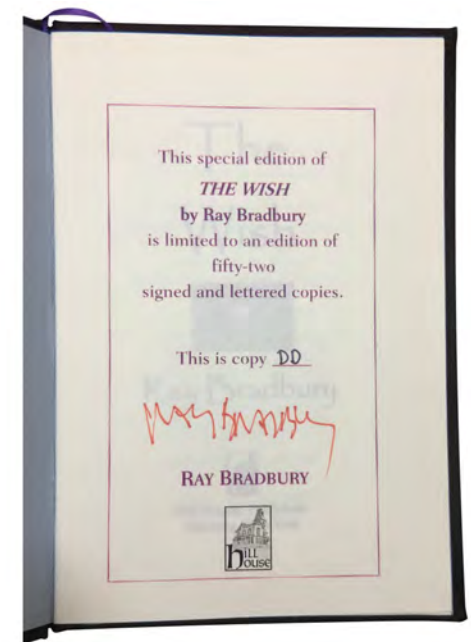 This special edition of
THE WISH
by Ray Bradbury
is limited to an edition of
fifty-two
signed and lettered copies.
This is copy DD
Ray Bradbury
RAY BRADBURY
hill
house